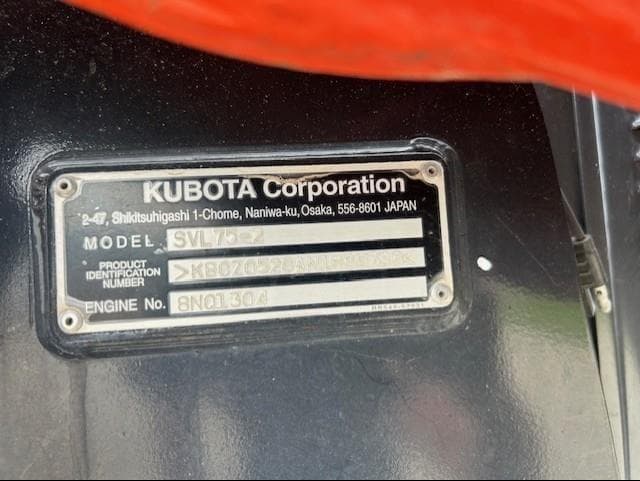 KUBOTA Corporation
2-47, Shikitsuhigashi 1-Chome, Naniwa-ku, Osaka, 556-8601 JAPAN
MODEL SVL75-2
PRODUCT
IDENTIFICATION
NUMBER
ENGINE No. 8NQ1304